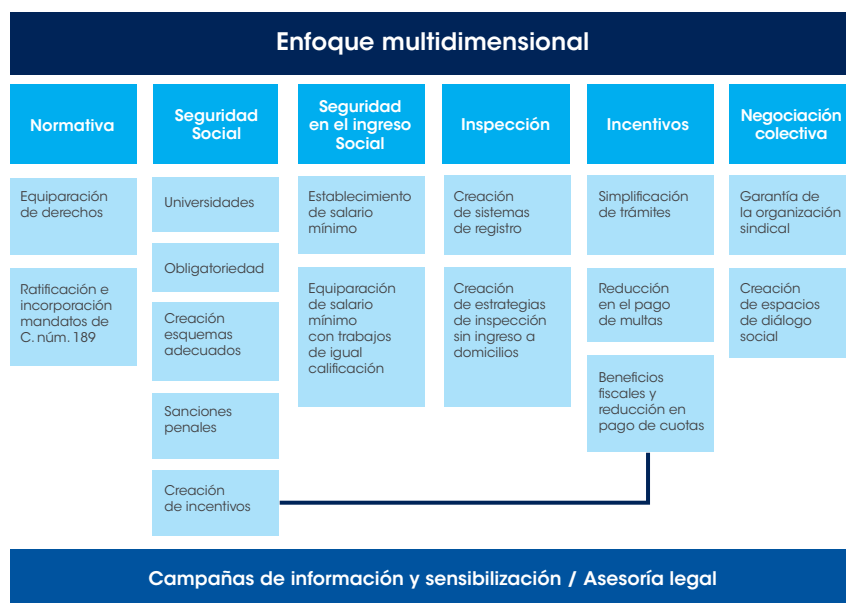 Enfoque multidimensional
Normativa
Equiparación
de derechos
Ratificación e
incorporación
mandatos de
C. núm. 189
Seguridad
Social
Universidades
Obligatoriedad
Creación
esquemas
adecuados
Sanciones
penales
Creación
de incentivos
Seguridad
en el ingreso
Social
Establecimiento
de salario
mínimo
Equiparación
de salario
mínimo
con trabajos
de igual
calificación
Inspección
Creación
de sistemas
de registro
Creación
de estrategias
de inspección
sin ingreso a
domicilios
Incentivos
Simplificación
de trámites
Reducción
en el pago
de multas
Beneficios
fiscales y
reducción en
pago de cuotas
Negociación
colectiva
Garantía de
la organización
sindical
Creación
de espacios
de diálogo
social
Campañas de información y sensibilización / Asesoría legal